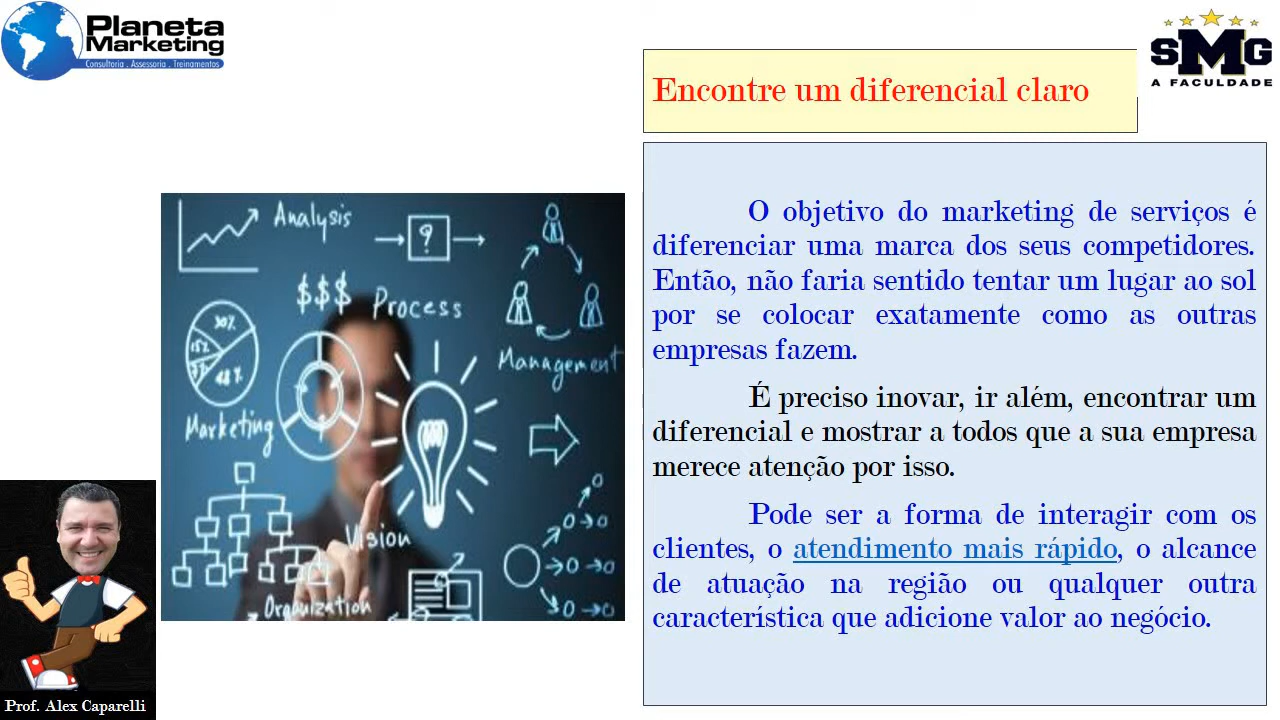 Planeta
Marketing
Consultoria . Assessoria . Treinamentos
SMG
A FACULDADE
Encontre um diferencial claro
O objetivo do marketing de serviços é
diferenciar uma marca dos seus competidores.
Então, não faria sentido tentar um lugar ao sol
por se colocar exatamente como as outras
empresas fazem.
É preciso inovar, ir além, encontrar um
diferencial e mostrar a todos que a sua empresa
merece atenção por isso.
Pode ser a forma de interagir com os
clientes, o atendimento mais rápido, o alcance
de atuação na região ou qualquer outra
característica que adicione valor ao negócio.
Analysis
?
$$$
Process
30%
15%
7%
48%
Management
Marketing
Vision
Organization
Prof. Alex Caparelli